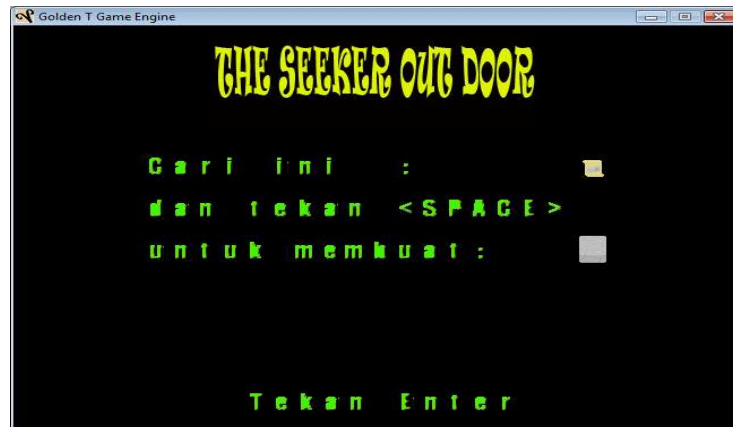 Golden T Game Engine
THE SEEKER OUT DOOR
Cari ini :
dan tekan <SPACE>
untuk membuat:
Tekan Enter